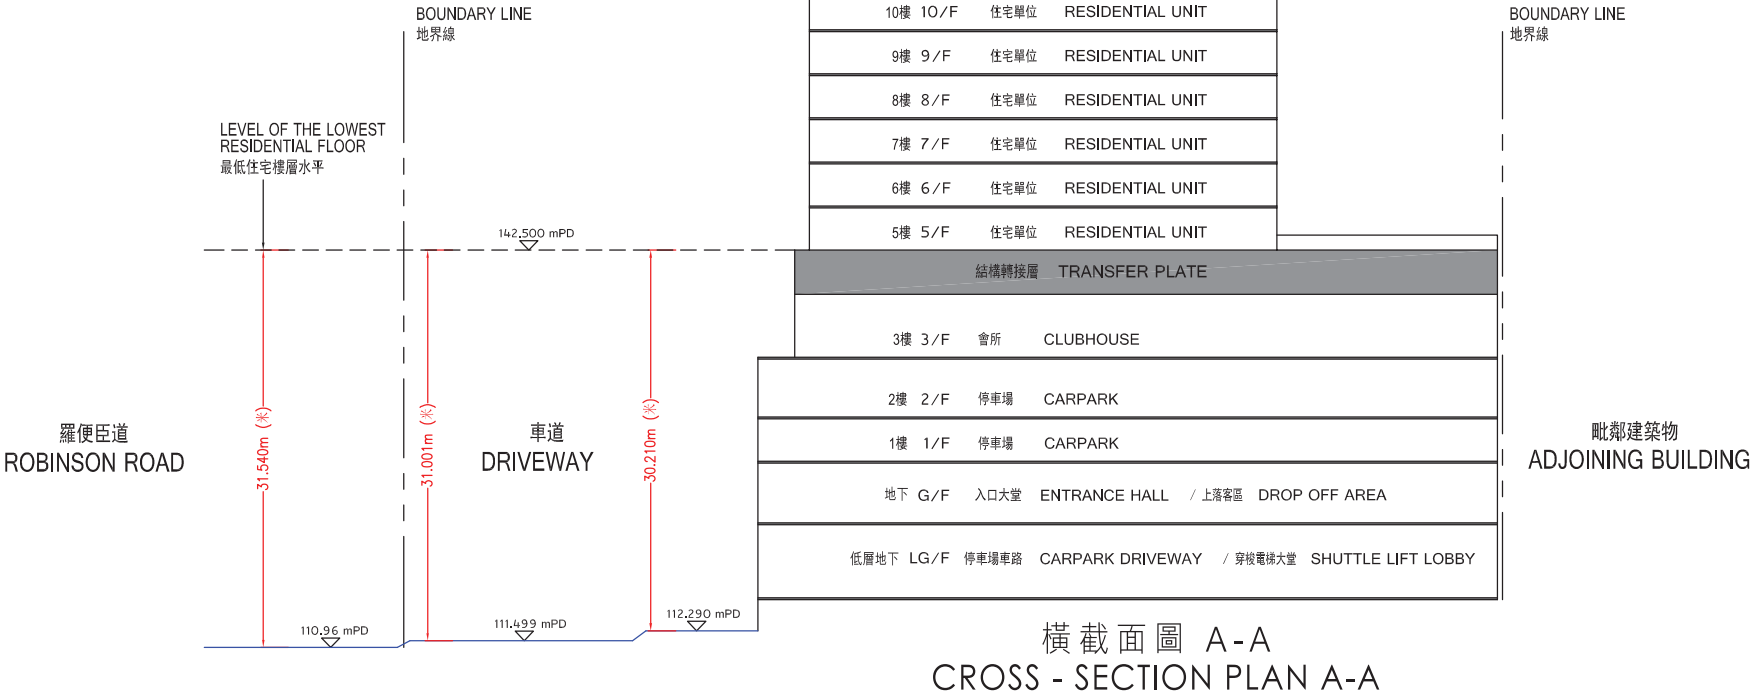 BOUNDARY LINE
地界線
10樓 10/F 住宅單位 RESIDENTIAL UNIT
BOUNDARY LINE
地界線
9樓 9/F 住宅單位 RESIDENTIAL UNIT
8樓 8/F 住宅單位 RESIDENTIAL UNIT
LEVEL OF THE LOWEST
RESIDENTIAL FLOOR
最低住宅樓層水平
7樓 7/F 住宅單位 RESIDENTIAL UNIT
6樓 6/F 住宅單位 RESIDENTIAL UNIT
142.500 mPD
5樓 5/F 住宅單位 RESIDENTIAL UNIT
結構轉接層 TRANSFER PLATE
3樓 3/F 會所 CLUBHOUSE
2樓 2/F 停車場 CARPARK
羅便臣道
ROBINSON ROAD
31.540m (米)
31.001m (米)
車道
DRIVEWAY
30.210m (米)
1樓 1/F 停車場 CARPARK
毗鄰建築物
ADJOINING BUILDING
地下 G/F 入口大堂 ENTRANCE HALL / 上落客區 DROP OFF AREA
低層地下 LG/F 停車場車路 CARPARK DRIVEWAY / 穿梭電梯大堂 SHUTTLE LIFT LOBBY
110.96 mPD
111.499 mPD
112.290 mPD
橫截面圖 A-A
CROSS - SECTION PLAN A-A